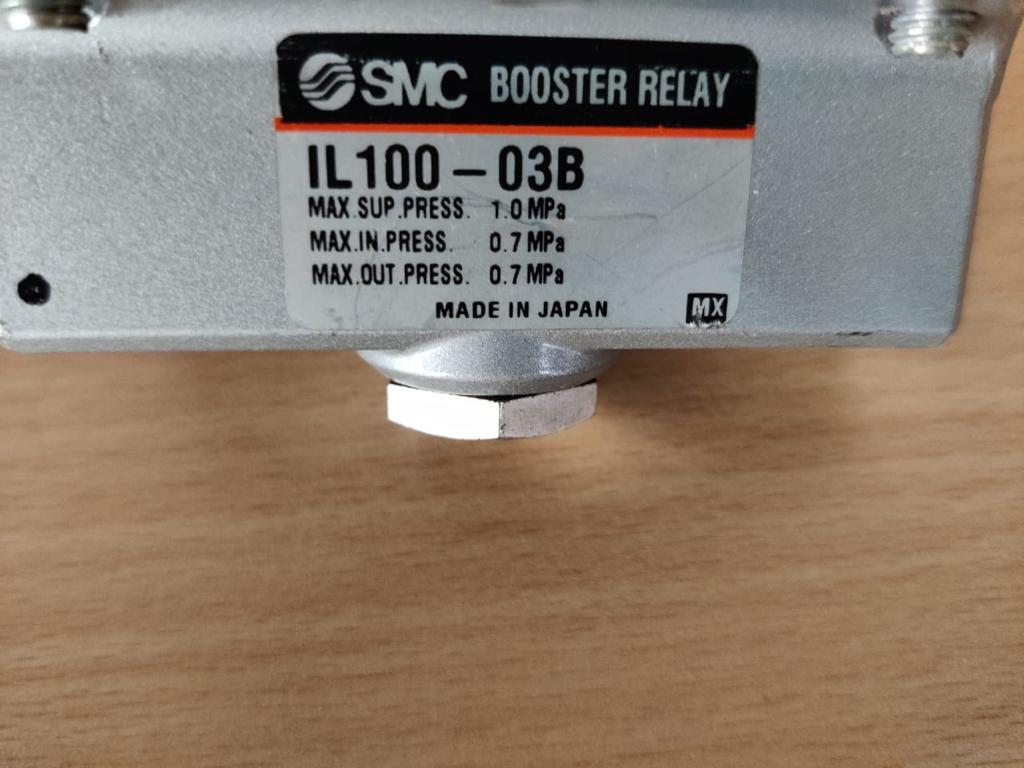 SMC BOOSTER RELAY
IL100-03B
MAX.SUP.PRESS. 1.0 MPa
MAX.IN.PRESS. 0.7 MPa
MAX.OUT.PRESS. 0.7 MPa
MADE IN JAPAN MX